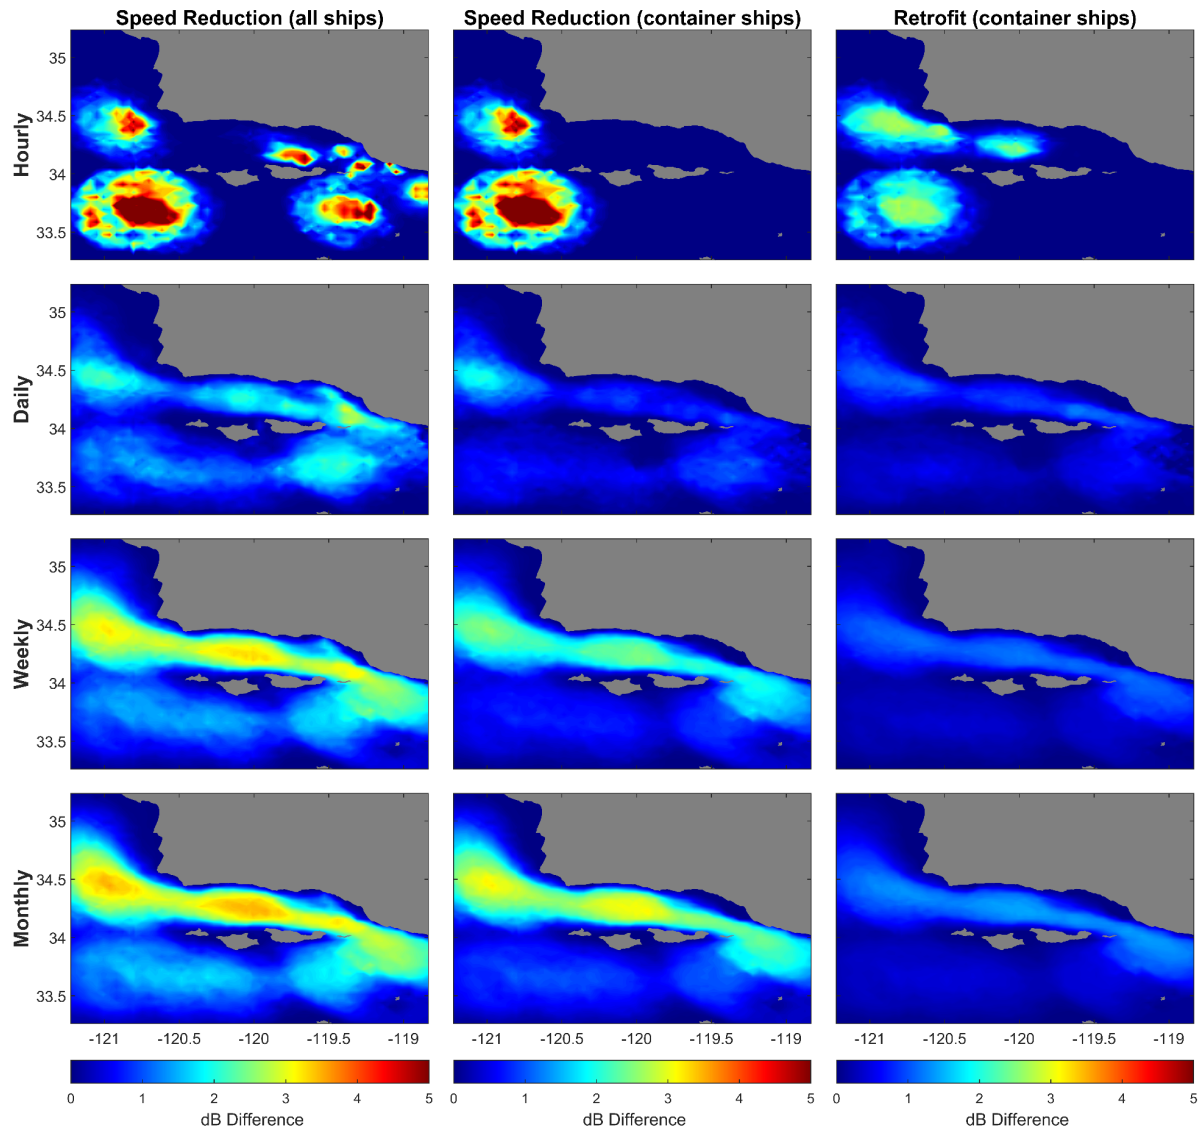 Speed Reduction (all ships) Speed Reduction (container ships) Retrofit (container ships)
Hourly
35
34.5
34
33.5
Daily
35
34.5
34
33.5
Weekly
35
34.5
34
33.5
Monthly
35
34.5
34
33.5
-121 -120.5 -120 -119.5 -119 -121 -120.5 -120 -119.5 -119 -121 -120.5 -120 -119.5 -119
0 1 2 3 4 5 0 1 2 3 4 5 0 1 2 3 4 5
dB Difference dB Difference dB Difference